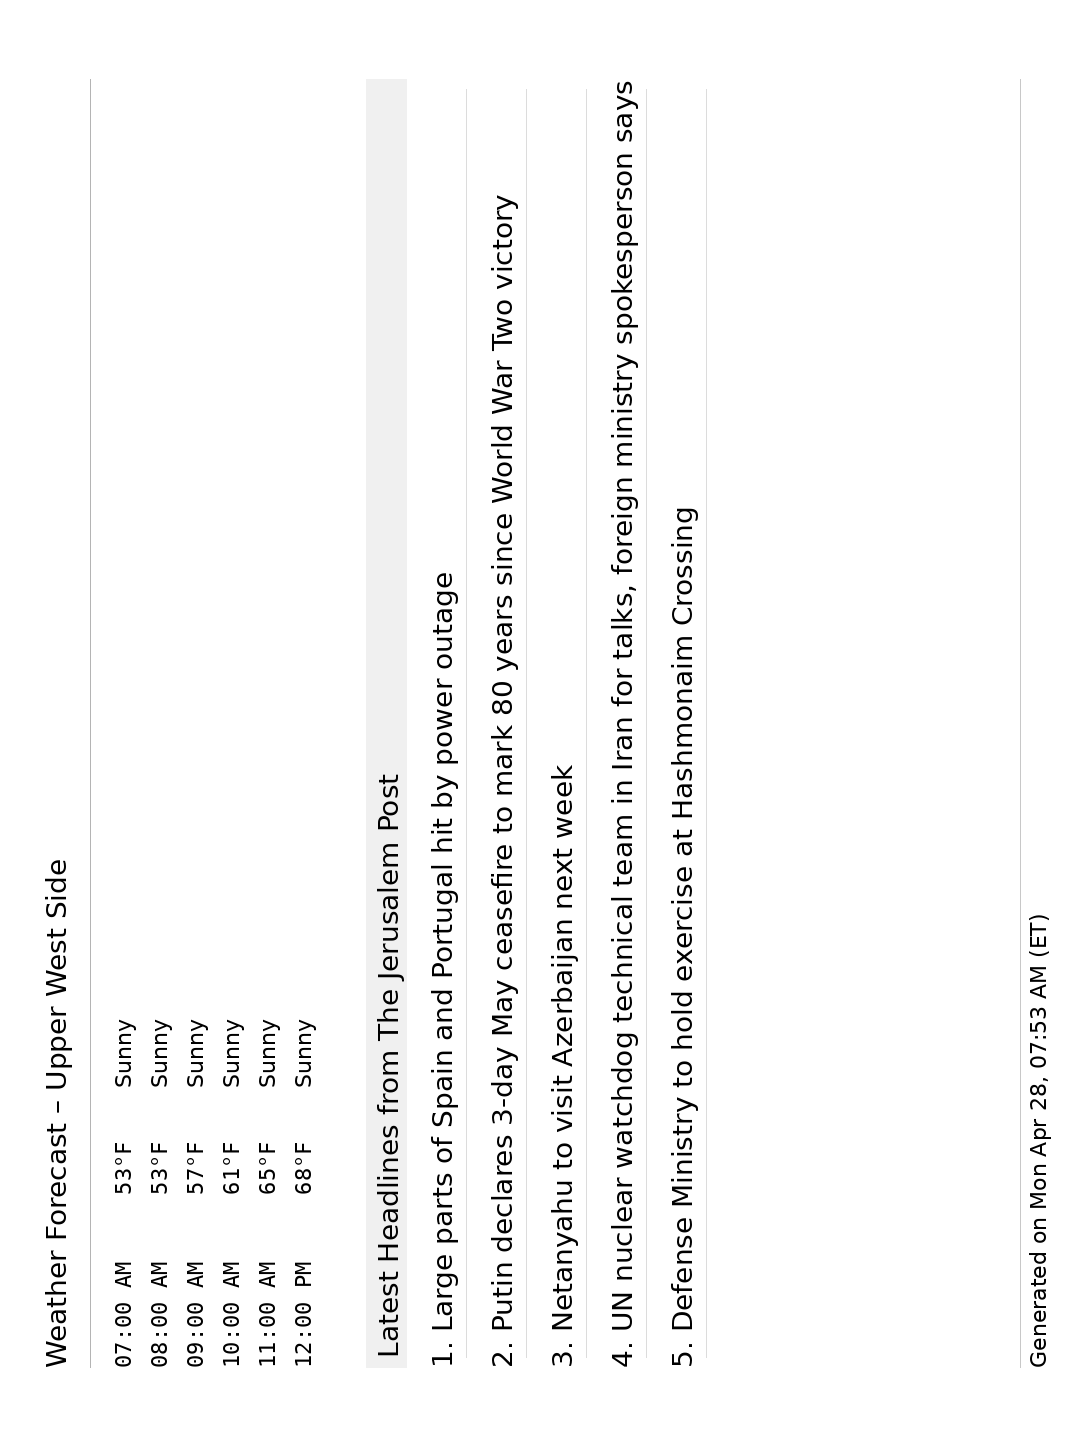 Weather Forecast – Upper West Side
07:00 AM 53°F Sunny
08:00 AM 53°F Sunny
09:00 AM 57°F Sunny
10:00 AM 61°F Sunny
11:00 AM 65°F Sunny
12:00 PM 68°F Sunny
Latest Headlines from The Jerusalem Post
1. Large parts of Spain and Portugal hit by power outage
2. Putin declares 3-day May ceasefire to mark 80 years since World War Two victory
3. Netanyahu to visit Azerbaijan next week
4. UN nuclear watchdog technical team in Iran for talks, foreign ministry spokesperson says
5. Defense Ministry to hold exercise at Hashmonaim Crossing
Generated on Mon Apr 28, 07:53 AM (ET)